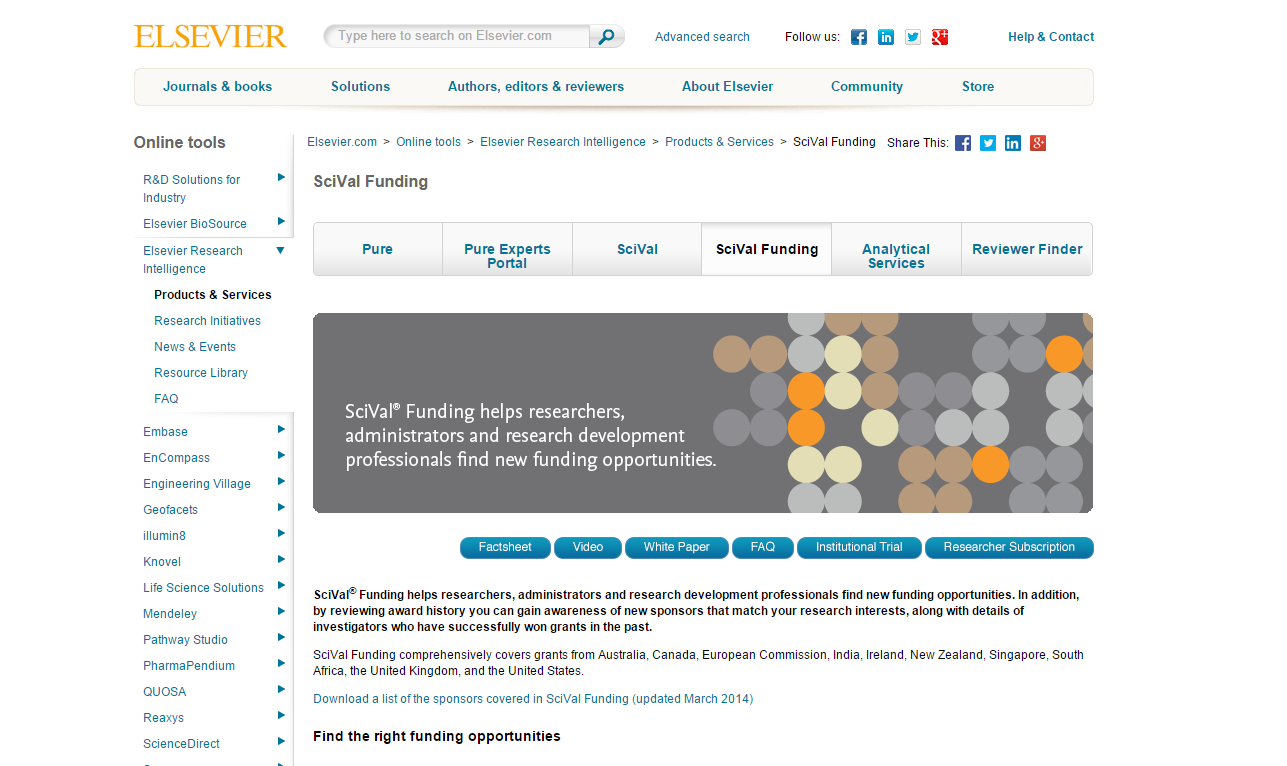 ELSEVIER
Type here to search on Elsevier.com
Advanced search
Follow us:
Help & Contact
Journals & books
Solutions
Authors, editors & reviewers
About Elsevier
Community
Store
Online tools
R&D Solutions for
Industry
Elsevier BioSource
Elsevier Research
Intelligence
Products & Services
Research Initiatives
News & Events
Resource Library
FAQ
Embase
EnCompass
Engineering Village
Geofacets
illumin8
Knovel
Life Science Solutions
Mendeley
Pathway Studio
PharmaPendium
QUOSA
Reaxys
ScienceDirect
Elsevier.com > Online tools > Elsevier Research Intelligence > Products & Services > SciVal Funding
Share This:
SciVal Funding
Pure
Pure Experts
Portal
SciVal
SciVal Funding
Analytical
Services
Reviewer Finder
SciVal® Funding helps researchers,
administrators and research development
professionals find new funding opportunities.
Factsheet
Video
White Paper
FAQ
Institutional Trial
Researcher Subscription
SciVal® Funding helps researchers, administrators and research development professionals find new funding opportunities. In addition,
by reviewing award history you can gain awareness of new sponsors that match your research interests, along with details of
investigators who have successfully won grants in the past.
SciVal Funding comprehensively covers grants from Australia, Canada, European Commission, India, Ireland, New Zealand, Singapore, South
Africa, the United Kingdom, and the United States.
Download a list of the sponsors covered in SciVal Funding (updated March 2014)
Find the right funding opportunities